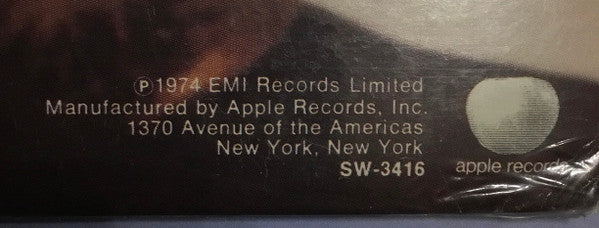 ℗1974 EMI Records Limited
Manufactured by Apple Records, Inc.
1370 Avenue of the Americas
New York, New York
SW-3416
apple records